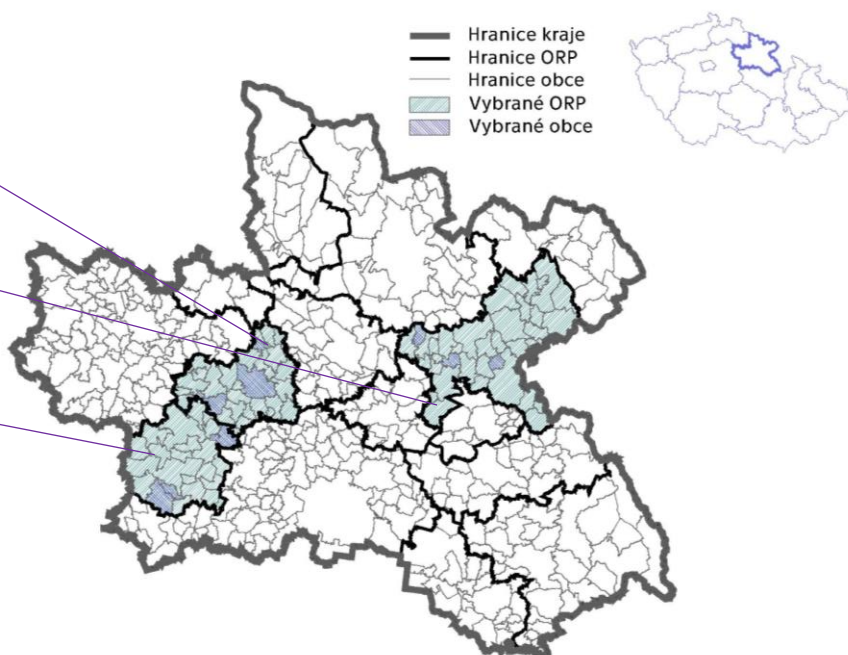 Hranice kraje
Hranice ORP
Hranice obce
Vybrané ORP
Vybrané obce